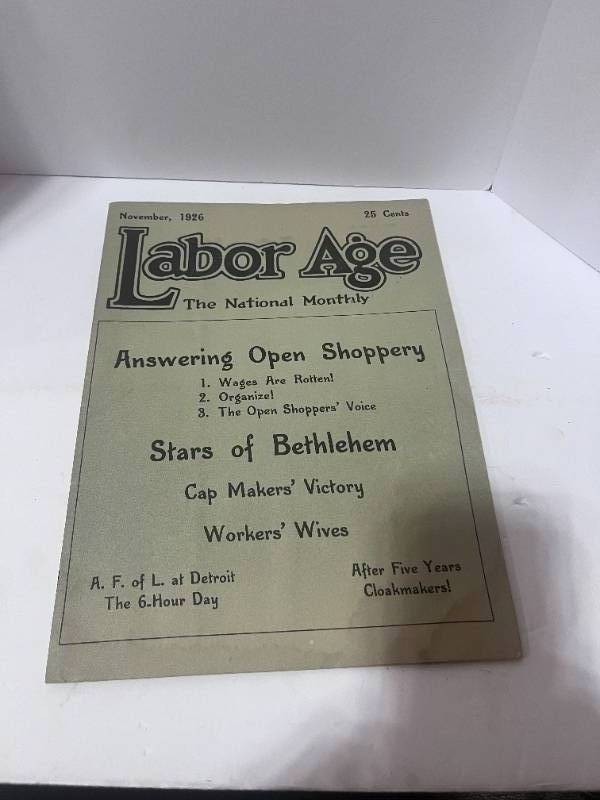 November, 1926 25 Cents
Labor Age
The National Monthly
Answering Open Shoppery
1. Wages Are Rotten!
2. Organize!
3. The Open Shoppers' Voice
Stars of Bethlehem
Cap Makers' Victory
Workers' Wives
A. F. of L. at Detroit
The 6-Hour Day
After Five Years
Cloakmakers!